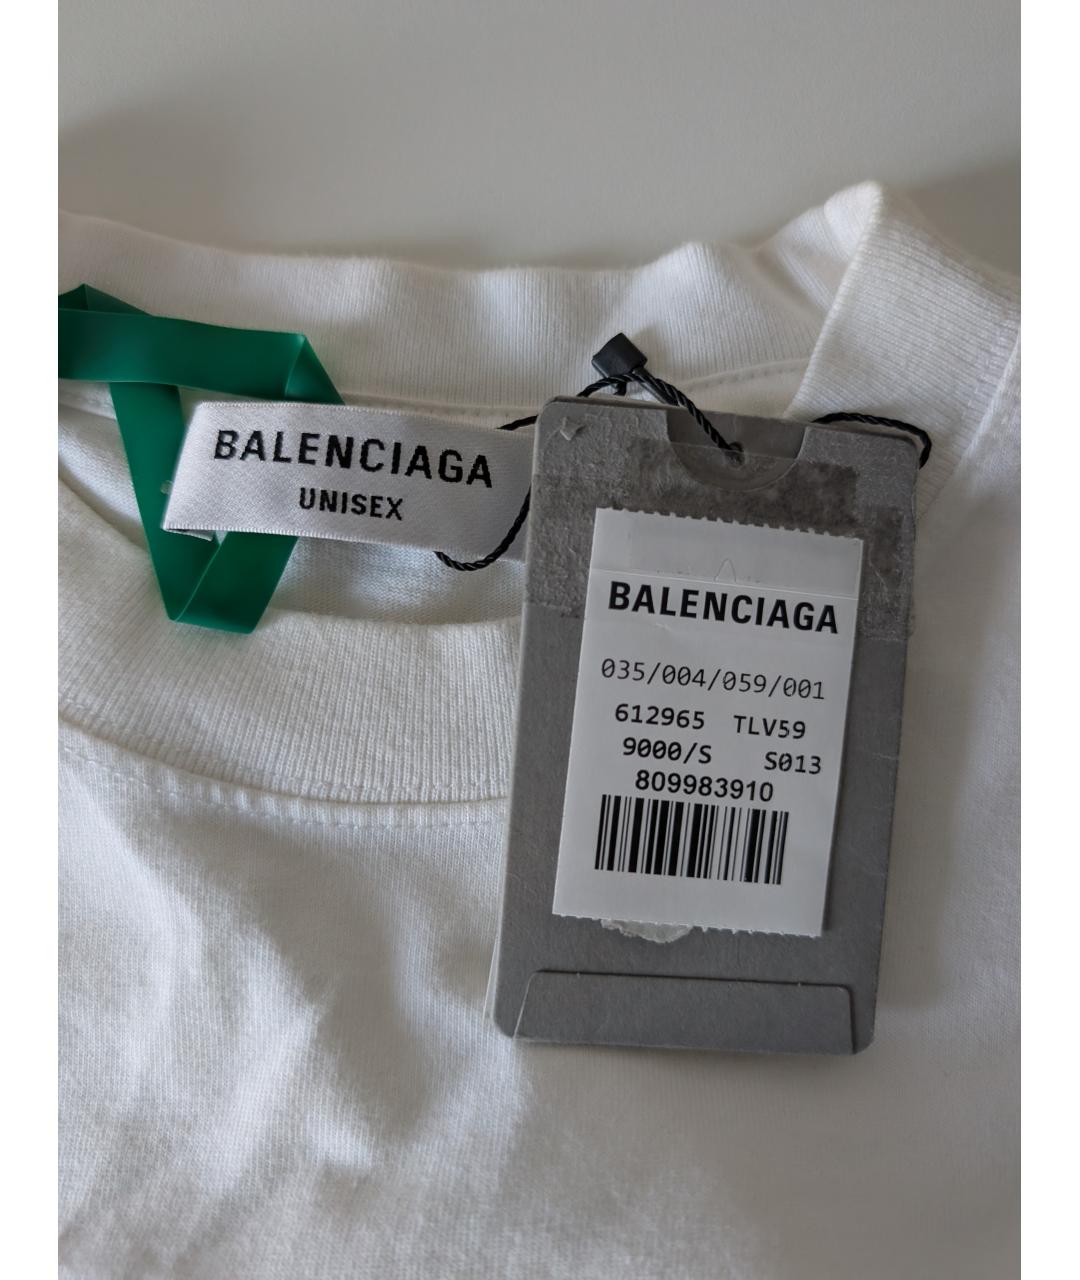 BALENCIAGA
UNISEX
BALENCIAGA
035/004/059/001
612965 TLV59
9000/S S013
809983910